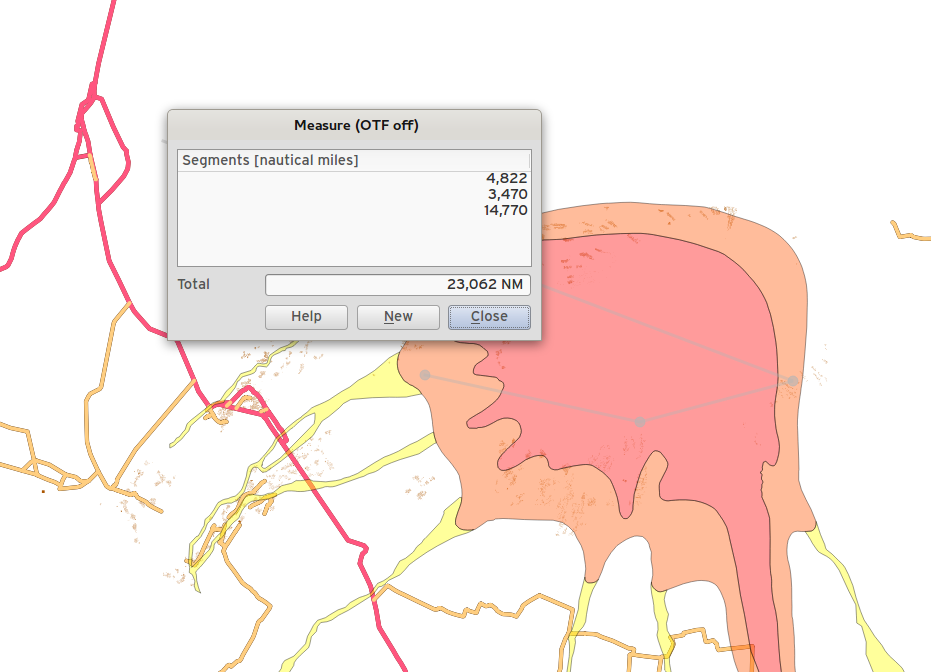 Measure (OTF off)
Segments [nautical miles]
4,822
3,470
14,770
Total 23,062 NM
Help New Close